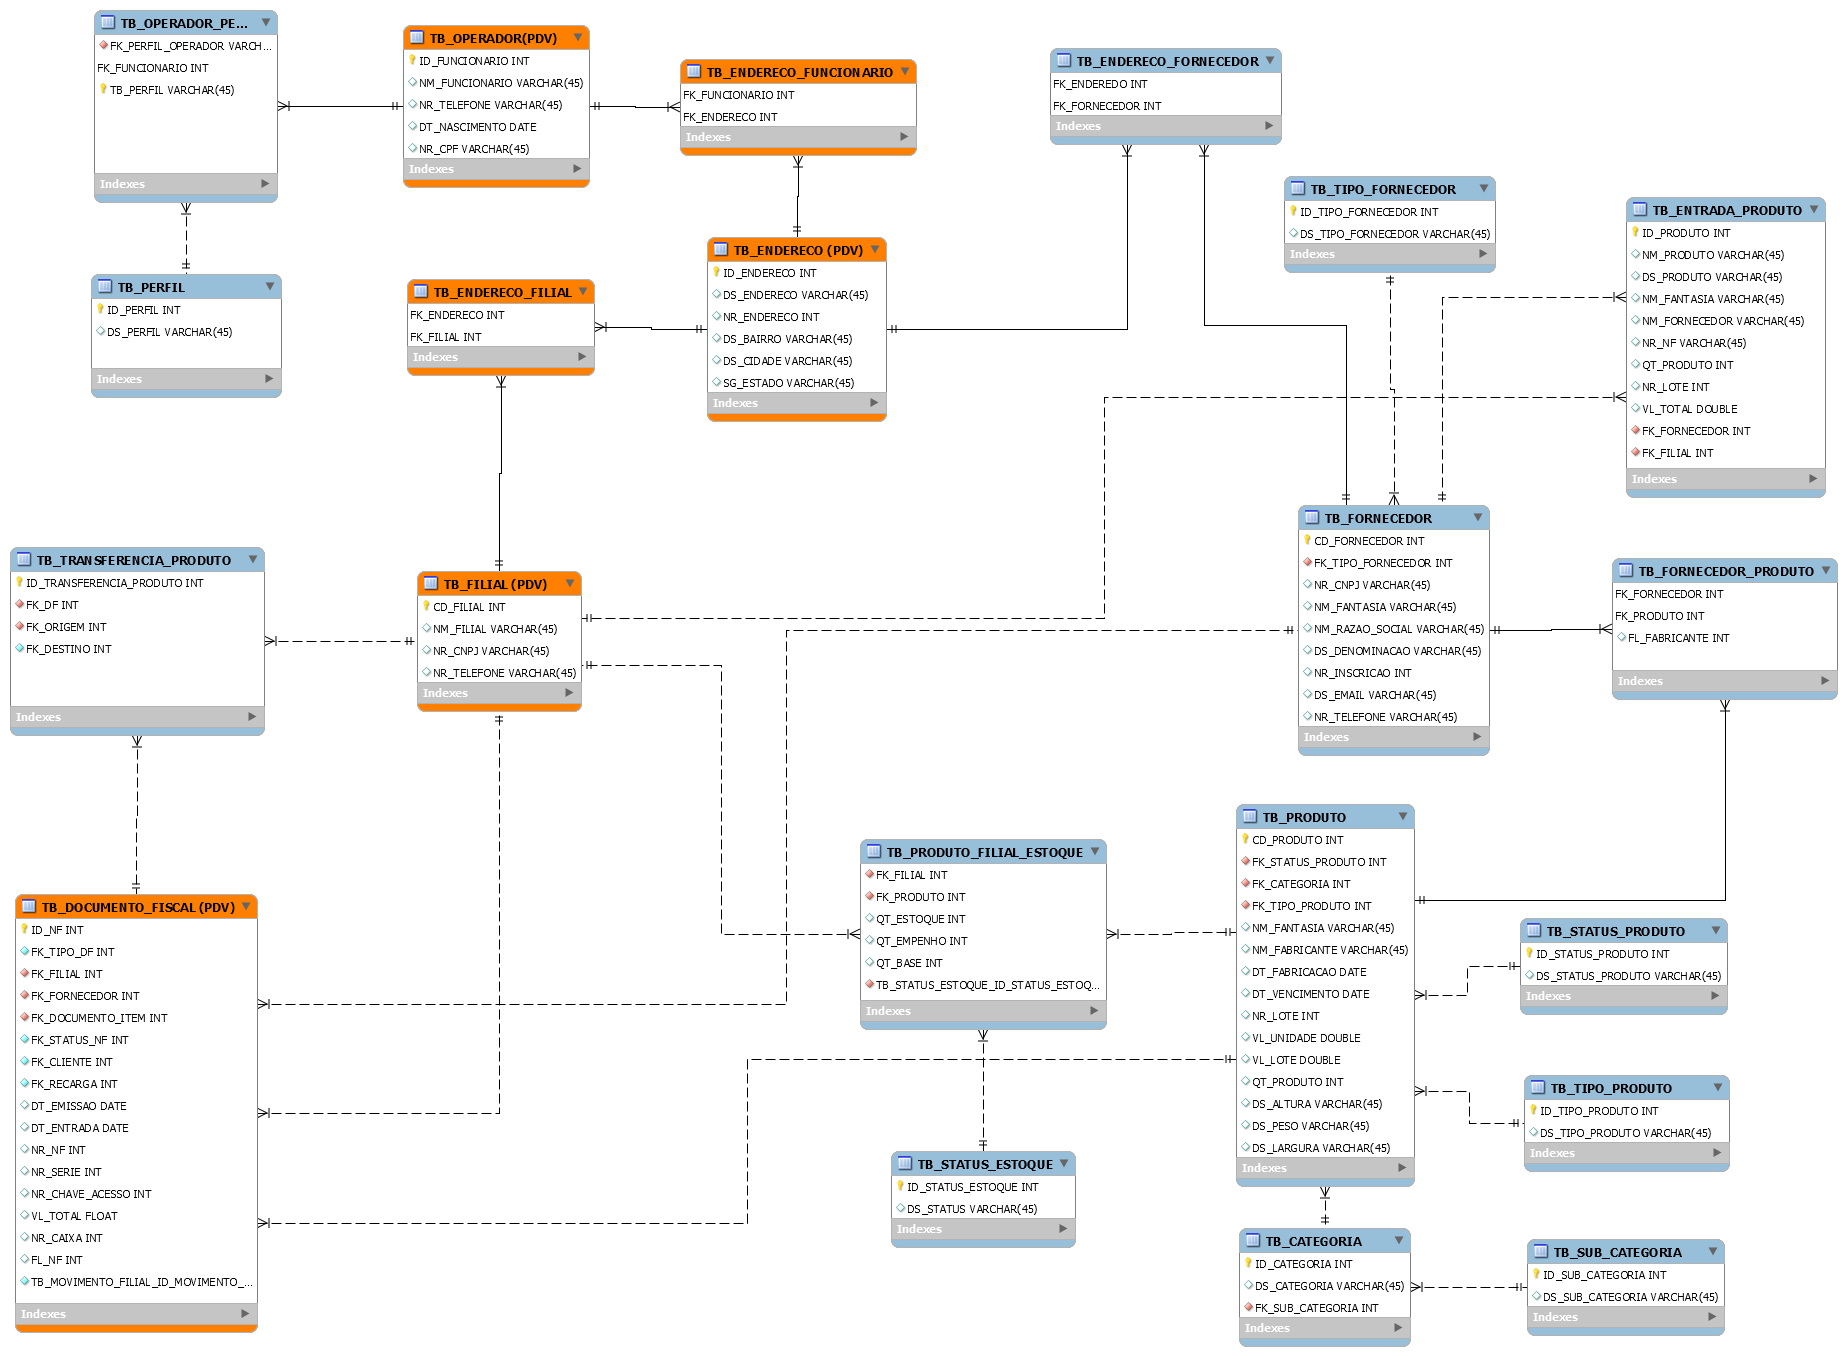 TB_OPERADOR_PE...
FK_PERFIL_OPERADOR VARCH...
FK_FUNCIONARIO INT
TB_PERFIL VARCHAR(45)
Indexes
TB_OPERADOR(PDV)
ID_FUNCIONARIO INT
NM_FUNCIONARIO VARCHAR(45)
NR_TELEFONE VARCHAR(45)
DT_NASCIMENTO DATE
NR_CPF VARCHAR(45)
Indexes
TB_ENDERECO_FUNCIONARIO
FK_FUNCIONARIO INT
FK_ENDERECO INT
Indexes
TB_ENDERECO_FORNECEDOR
FK_ENDEREDO INT
FK_FORNECEDOR INT
Indexes
TB_TIPO_FORNECEDOR
ID_TIPO_FORNECEDOR INT
DS_TIPO_FORNECEDOR VARCHAR(45)
Indexes
TB_ENTRADA_PRODUTO
ID_PRODUTO INT
NM_PRODUTO VARCHAR(45)
DS_PRODUTO VARCHAR(45)
NM_FANTASIA VARCHAR(45)
NM_FORNECEDOR VARCHAR(45)
NR_NF VARCHAR(45)
QT_PRODUTO INT
NR_LOTE INT
VL_TOTAL DOUBLE
FK_FORNECEDOR INT
FK_FILIAL INT
Indexes
TB_PERFIL
ID_PERFIL INT
DS_PERFIL VARCHAR(45)
Indexes
TB_ENDERECO_FILIAL
FK_ENDERECO INT
FK_FILIAL INT
Indexes
TB_ENDERECO (PDV)
ID_ENDERECO INT
DS_ENDERECO VARCHAR(45)
NR_ENDERECO INT
DS_BAIRRO VARCHAR(45)
DS_CIDADE VARCHAR(45)
SG_ESTADO VARCHAR(45)
Indexes
TB_TRANSFERENCIA_PRODUTO
ID_TRANSFERENCIA_PRODUTO INT
FK_DF INT
FK_ORIGEM INT
FK_DESTINO INT
Indexes
TB_FILIAL (PDV)
CD_FILIAL INT
NM_FILIAL VARCHAR(45)
NR_CNPJ VARCHAR(45)
NR_TELEFONE VARCHAR(45)
Indexes
TB_FORNECEDOR
CD_FORNECEDOR INT
FK_TIPO_FORNECEDOR INT
NR_CNPJ VARCHAR(45)
NM_FANTASIA VARCHAR(45)
NM_RAZAO_SOCIAL VARCHAR(45)
DS_DENOMINACAO VARCHAR(45)
NR_INSCRICAO INT
DS_EMAIL VARCHAR(45)
NR_TELEFONE VARCHAR(45)
Indexes
TB_FORNECEDOR_PRODUTO
FK_FORNECEDOR INT
FK_PRODUTO INT
FL_FABRICANTE INT
Indexes
TB_DOCUMENTO_FISCAL (PDV)
ID_NF INT
FK_TIPO_DF INT
FK_FILIAL INT
FK_FORNECEDOR INT
FK_DOCUMENTO_ITEM INT
FK_STATUS_NF INT
FK_CLIENTE INT
FK_RECARGA INT
DT_EMISSAO DATE
DT_ENTRADA DATE
NR_NF INT
NR_SERIE INT
NR_CHAVE_ACESSO INT
VL_TOTAL FLOAT
NR_CAIXA INT
FL_NF INT
TB_MOVIMENTO_FILIAL_ID_MOVIMENTO_...
Indexes
TB_PRODUTO_FILIAL_ESTOQUE
FK_FILIAL INT
FK_PRODUTO INT
QT_ESTOQUE INT
QT_EMPENHO INT
QT_BASE INT
TB_STATUS_ESTOQUE_ID_STATUS_ESTOQ...
Indexes
TB_STATUS_ESTOQUE
ID_STATUS_ESTOQUE INT
DS_STATUS VARCHAR(45)
Indexes
TB_PRODUTO
CD_PRODUTO INT
FK_STATUS_PRODUTO INT
FK_CATEGORIA INT
FK_TIPO_PRODUTO INT
NM_FANTASIA VARCHAR(45)
NM_FABRICANTE VARCHAR(45)
DT_FABRICACAO DATE
DT_VENCIMENTO DATE
NR_LOTE INT
VL_UNIDADE DOUBLE
VL_LOTE DOUBLE
QT_PRODUTO INT
DS_ALTURA VARCHAR(45)
DS_PESO VARCHAR(45)
DS_LARGURA VARCHAR(45)
Indexes
TB_STATUS_PRODUTO
ID_STATUS_PRODUTO INT
DS_STATUS_PRODUTO VARCHAR(45)
Indexes
TB_TIPO_PRODUTO
ID_TIPO_PRODUTO INT
DS_TIPO_PRODUTO VARCHAR(45)
Indexes
TB_CATEGORIA
ID_CATEGORIA INT
DS_CATEGORIA VARCHAR(45)
FK_SUB_CATEGORIA INT
Indexes
TB_SUB_CATEGORIA
ID_SUB_CATEGORIA INT
DS_SUB_CATEGORIA VARCHAR(45)
Indexes